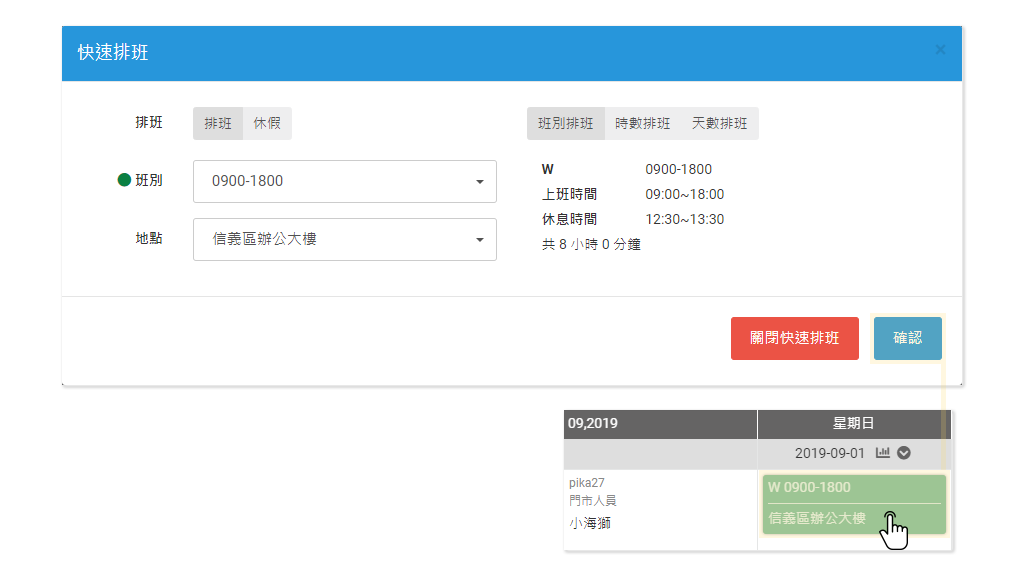 快速排班
×
排班 排班 休假
班別 0900-1800
地點 信義區辦公大樓
班別排班 時數排班 天數排班
W 0900-1800
上班時間 09:00~18:00
休息時間 12:30~13:30
共 8 小時 0 分鐘
關閉快速排班 確認
09,2019 星期日
2019-09-01
pika27
門市人員
小海獅
W 0900-1800
信義區辦公大樓